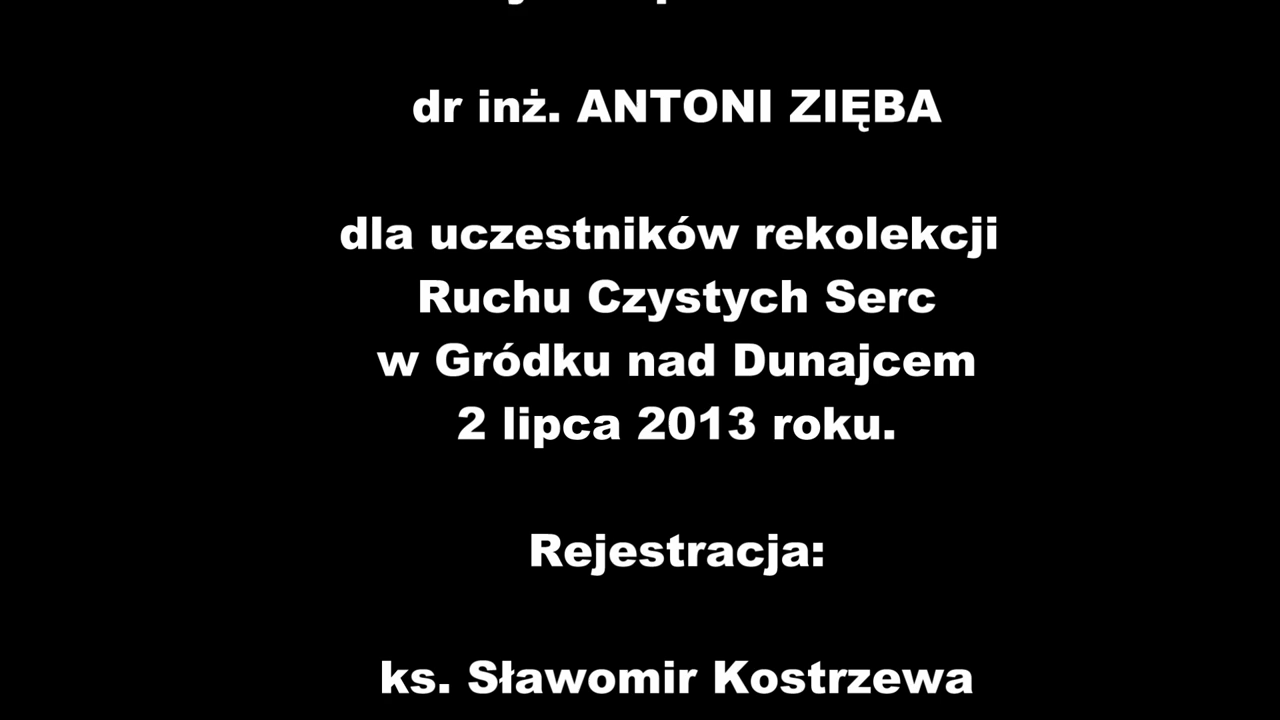 dr inż. ANTONI ZIĘBA
dla uczestników rekolekcji
Ruchu Czystych Serc
w Gródku nad Dunajcem
2 lipca 2013 roku.
Rejestracja:
ks. Sławomir Kostrzewa